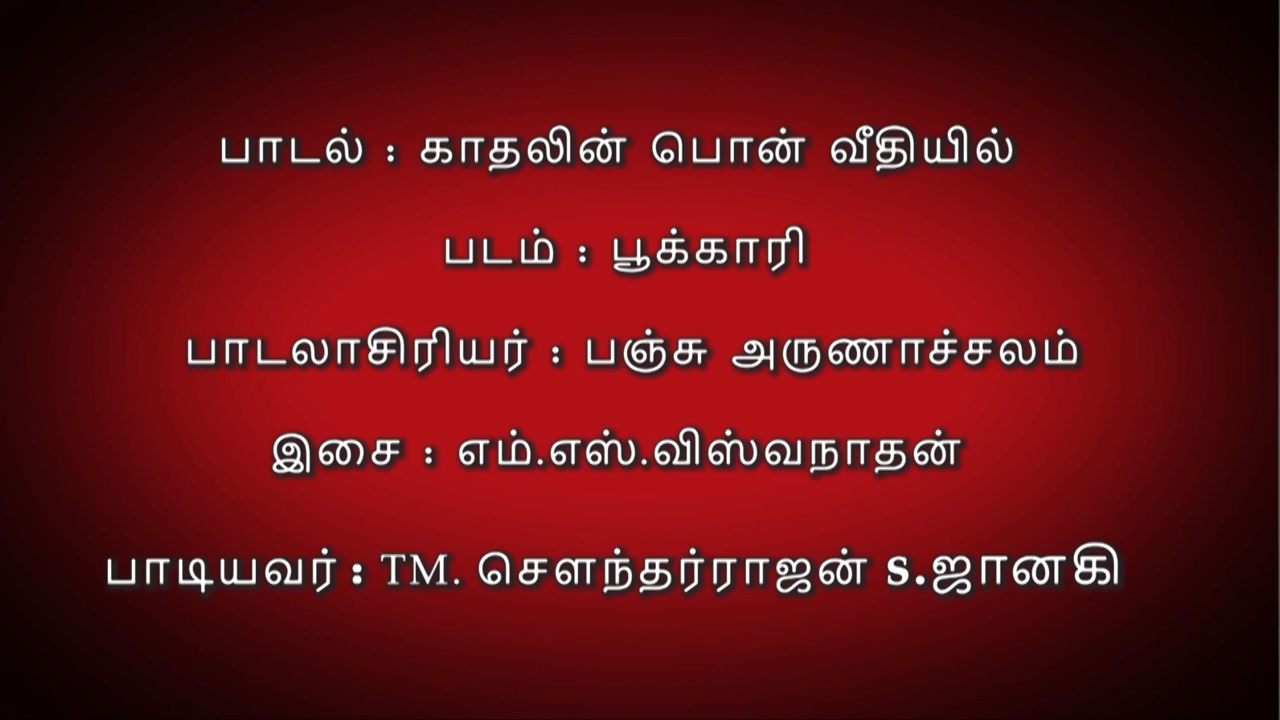 பாடல் : காதலின் பொன் வீதியில்
படம் : பூக்காரி
பாடலாசிரியர் : பஞ்சு அருணாச்சலம்
இசை : எம்.எஸ்.விஸ்வநாதன்
பாடியவர் : TM. சௌந்தர்ராஜன் s.ஜானகி